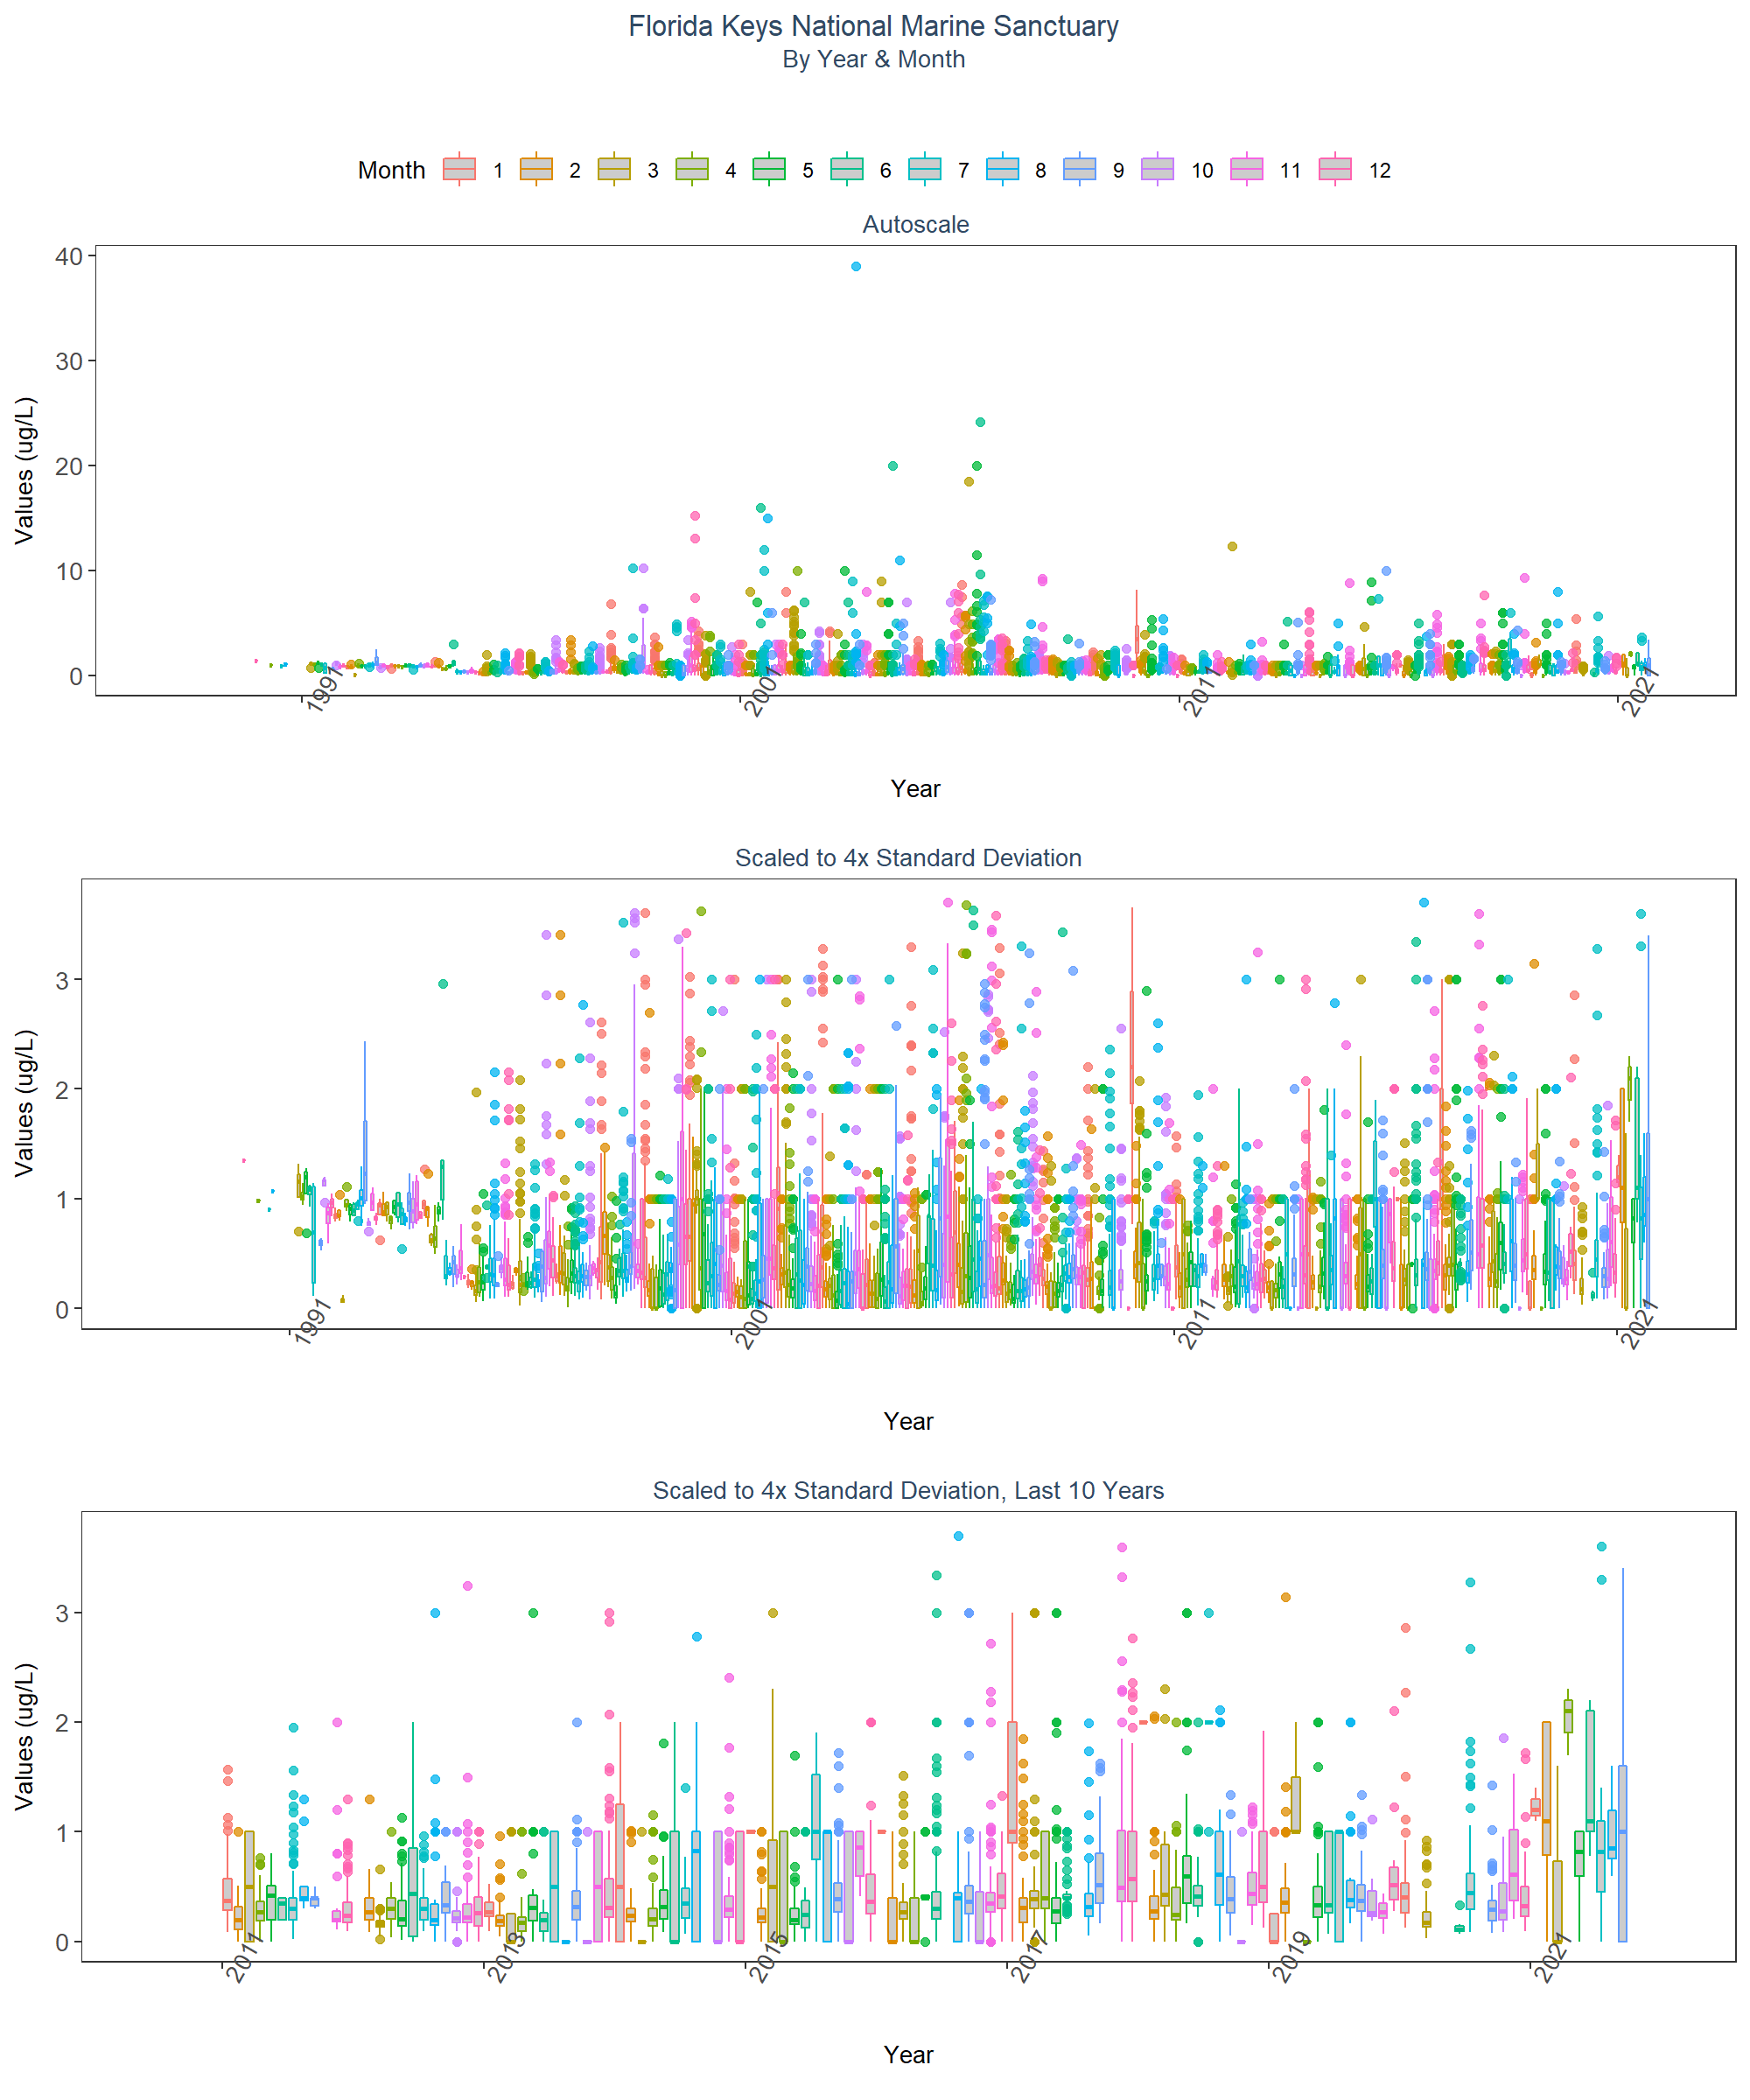 Florida Keys National Marine Sanctuary
By Year & Month
Month 1 2 3 4 5 6 7 8 9 10 11 12
Autoscale
Values (ug/L)
40
30
20
10
0
1991 2001 2011 2021
Year
Scaled to 4x Standard Deviation
Values (ug/L)
3
2
1
0
1991 2001 2011 2021
Year
Scaled to 4x Standard Deviation, Last 10 Years
Values (ug/L)
3
2
1
0
2011 2013 2015 2017 2019 2021
Year